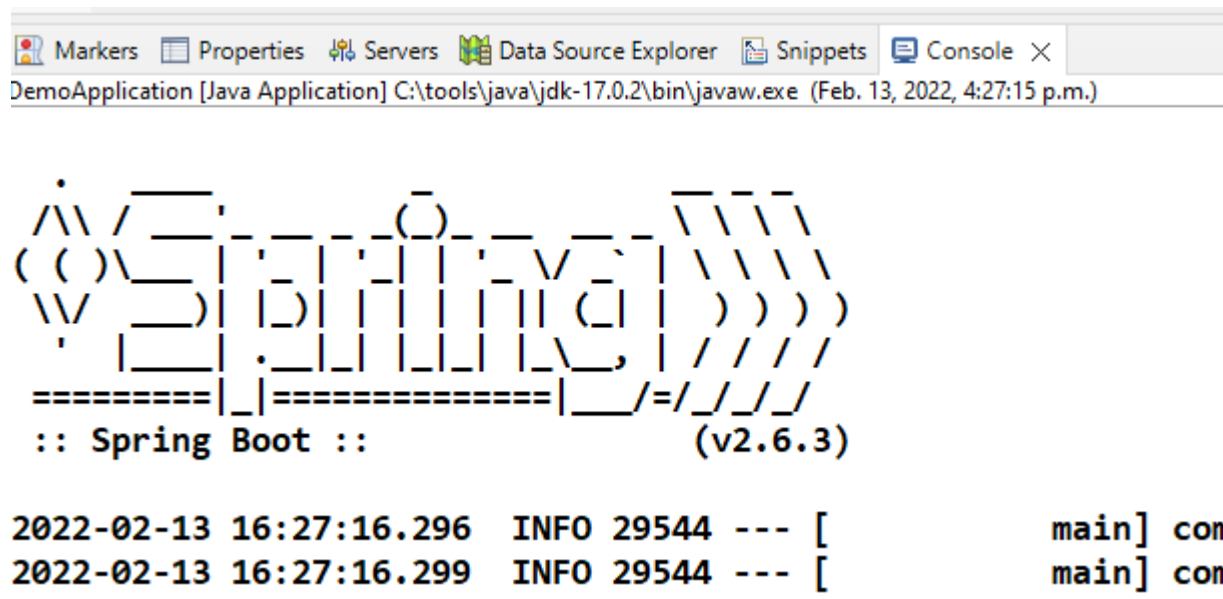 Markers Properties Servers Data Source Explorer Snippets Console
DemoApplication [Java Application] C:\tools\java\jdk-17.0.2\bin\javaw.exe (Feb. 13, 2022, 4:27:15 p.m.)
  .   ____          _            __ _ _
 /\\ / ___'_ __ _ _(_)_ __  __ _ \ \ \ \
( ( )\___ | '_ | '_| | '_ \/ _` | \ \ \ \
 \\/  ___)| |_)| | | | | || (_| |  ) ) ) )
  '  |____| .__|_| |_|_| |_\__, | / / / /
 =========|_|==============|___/=/_/_/_/
 :: Spring Boot ::                (v2.6.3)
2022-02-13 16:27:16.296  INFO 29544 --- [           main] com
2022-02-13 16:27:16.299  INFO 29544 --- [           main] com